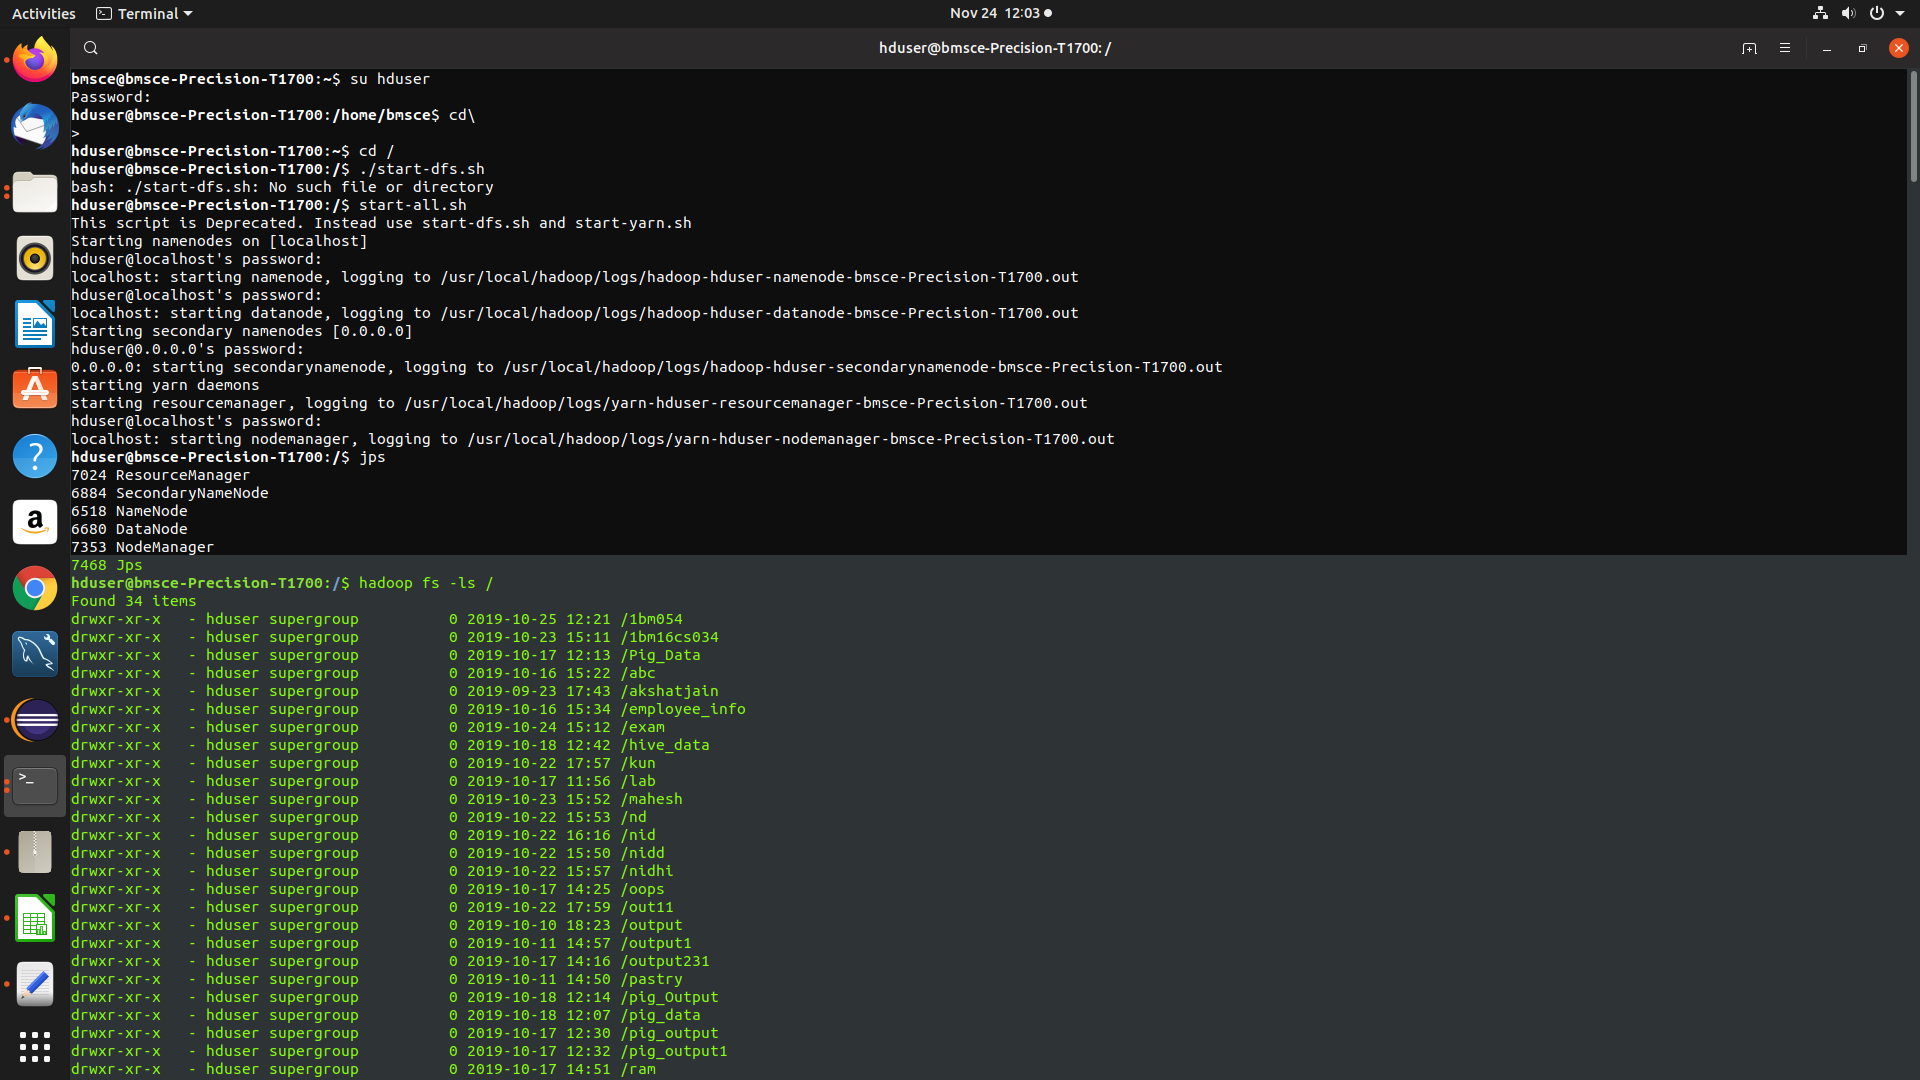 Activities Terminal Nov 24 12:03
hduser@bmsce-Precision-T1700: /
bmsce@bmsce-Precision-T1700:~$ su hduser
Password:
hduser@bmsce-Precision-T1700:/home/bmsce$ cd\
>
hduser@bmsce-Precision-T1700:~$ cd /
hduser@bmsce-Precision-T1700:/$ ./start-dfs.sh
bash: ./start-dfs.sh: No such file or directory
hduser@bmsce-Precision-T1700:/$ start-all.sh
This script is Deprecated. Instead use start-dfs.sh and start-yarn.sh
Starting namenodes on [localhost]
hduser@localhost's password:
localhost: starting namenode, logging to /usr/local/hadoop/logs/hadoop-hduser-namenode-bmsce-Precision-T1700.out
hduser@localhost's password:
localhost: starting datanode, logging to /usr/local/hadoop/logs/hadoop-hduser-datanode-bmsce-Precision-T1700.out
Starting secondary namenodes [0.0.0.0]
hduser@0.0.0.0's password:
0.0.0.0: starting secondarynamenode, logging to /usr/local/hadoop/logs/hadoop-hduser-secondarynamenode-bmsce-Precision-T1700.out
starting yarn daemons
starting resourcemanager, logging to /usr/local/hadoop/logs/yarn-hduser-resourcemanager-bmsce-Precision-T1700.out
hduser@localhost's password:
localhost: starting nodemanager, logging to /usr/local/hadoop/logs/yarn-hduser-nodemanager-bmsce-Precision-T1700.out
hduser@bmsce-Precision-T1700:/$ jps
7024 ResourceManager
6884 SecondaryNameNode
6518 NameNode
6680 DataNode
7353 NodeManager
7468 Jps
hduser@bmsce-Precision-T1700:/$ hadoop fs -ls /
Found 34 items
drwxr-xr-x   - hduser supergroup          0 2019-10-25 12:21 /1bm054
drwxr-xr-x   - hduser supergroup          0 2019-10-23 15:11 /1bm16cs034
drwxr-xr-x   - hduser supergroup          0 2019-10-17 12:13 /Pig_Data
drwxr-xr-x   - hduser supergroup          0 2019-10-16 15:22 /abc
drwxr-xr-x   - hduser supergroup          0 2019-09-23 17:43 /akshatjain
drwxr-xr-x   - hduser supergroup          0 2019-10-16 15:34 /employee_info
drwxr-xr-x   - hduser supergroup          0 2019-10-24 15:12 /exam
drwxr-xr-x   - hduser supergroup          0 2019-10-18 12:42 /hive_data
drwxr-xr-x   - hduser supergroup          0 2019-10-22 17:57 /kun
drwxr-xr-x   - hduser supergroup          0 2019-10-17 11:56 /lab
drwxr-xr-x   - hduser supergroup          0 2019-10-23 15:52 /mahesh
drwxr-xr-x   - hduser supergroup          0 2019-10-22 15:53 /nd
drwxr-xr-x   - hduser supergroup          0 2019-10-22 16:16 /nid
drwxr-xr-x   - hduser supergroup          0 2019-10-22 15:50 /nidd
drwxr-xr-x   - hduser supergroup          0 2019-10-22 15:57 /nidhi
drwxr-xr-x   - hduser supergroup          0 2019-10-17 14:25 /oops
drwxr-xr-x   - hduser supergroup          0 2019-10-22 17:59 /out11
drwxr-xr-x   - hduser supergroup          0 2019-10-10 18:23 /output
drwxr-xr-x   - hduser supergroup          0 2019-10-11 14:57 /output1
drwxr-xr-x   - hduser supergroup          0 2019-10-17 14:16 /output231
drwxr-xr-x   - hduser supergroup          0 2019-10-11 14:50 /pastry
drwxr-xr-x   - hduser supergroup          0 2019-10-18 12:14 /pig_Output
drwxr-xr-x   - hduser supergroup          0 2019-10-18 12:07 /pig_data
drwxr-xr-x   - hduser supergroup          0 2019-10-17 12:30 /pig_output
drwxr-xr-x   - hduser supergroup          0 2019-10-17 12:32 /pig_output1
drwxr-xr-x   - hduser supergroup          0 2019-10-17 14:51 /ram